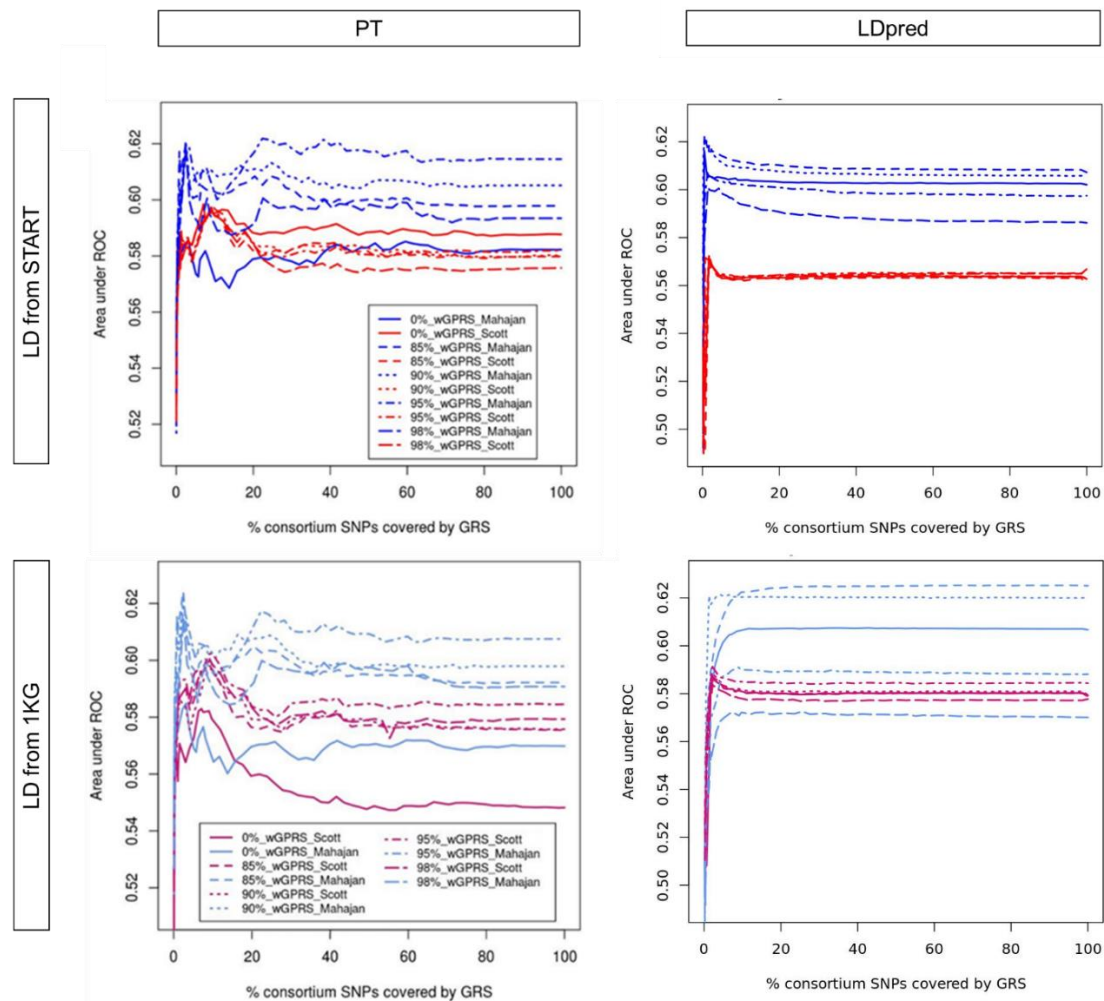 PT
LDpred
LD from START
Area under ROC
0.62
0.60
0.58
0.56
0.54
0.52
0%_wGPRS_Mahajan
0%_wGPRS_Scott
85%_wGPRS_Mahajan
85%_wGPRS_Scott
90%_wGPRS_Mahajan
90%_wGPRS_Scott
95%_wGPRS_Mahajan
95%_wGPRS_Scott
98%_wGPRS_Mahajan
98%_wGPRS_Scott
0 20 40 60 80 100
% consortium SNPs covered by GRS
Area under ROC
0.62
0.60
0.58
0.56
0.54
0.52
0.50
0 20 40 60 80 100
% consortium SNPs covered by GRS
LD from 1KG
Area under ROC
0.62
0.60
0.58
0.56
0.54
0.52
0%_wGPRS_Scott
0%_wGPRS_Mahajan
85%_wGPRS_Scott
85%_wGPRS_Mahajan
90%_wGPRS_Scott
90%_wGPRS_Mahajan
95%_wGPRS_Scott
95%_wGPRS_Mahajan
98%_wGPRS_Scott
98%_wGPRS_Mahajan
0 20 40 60 80 100
% consortium SNPs covered by GRS
Area under ROC
0.62
0.60
0.58
0.56
0.54
0.52
0.50
0 20 40 60 80 100
% consortium SNPs covered by GRS